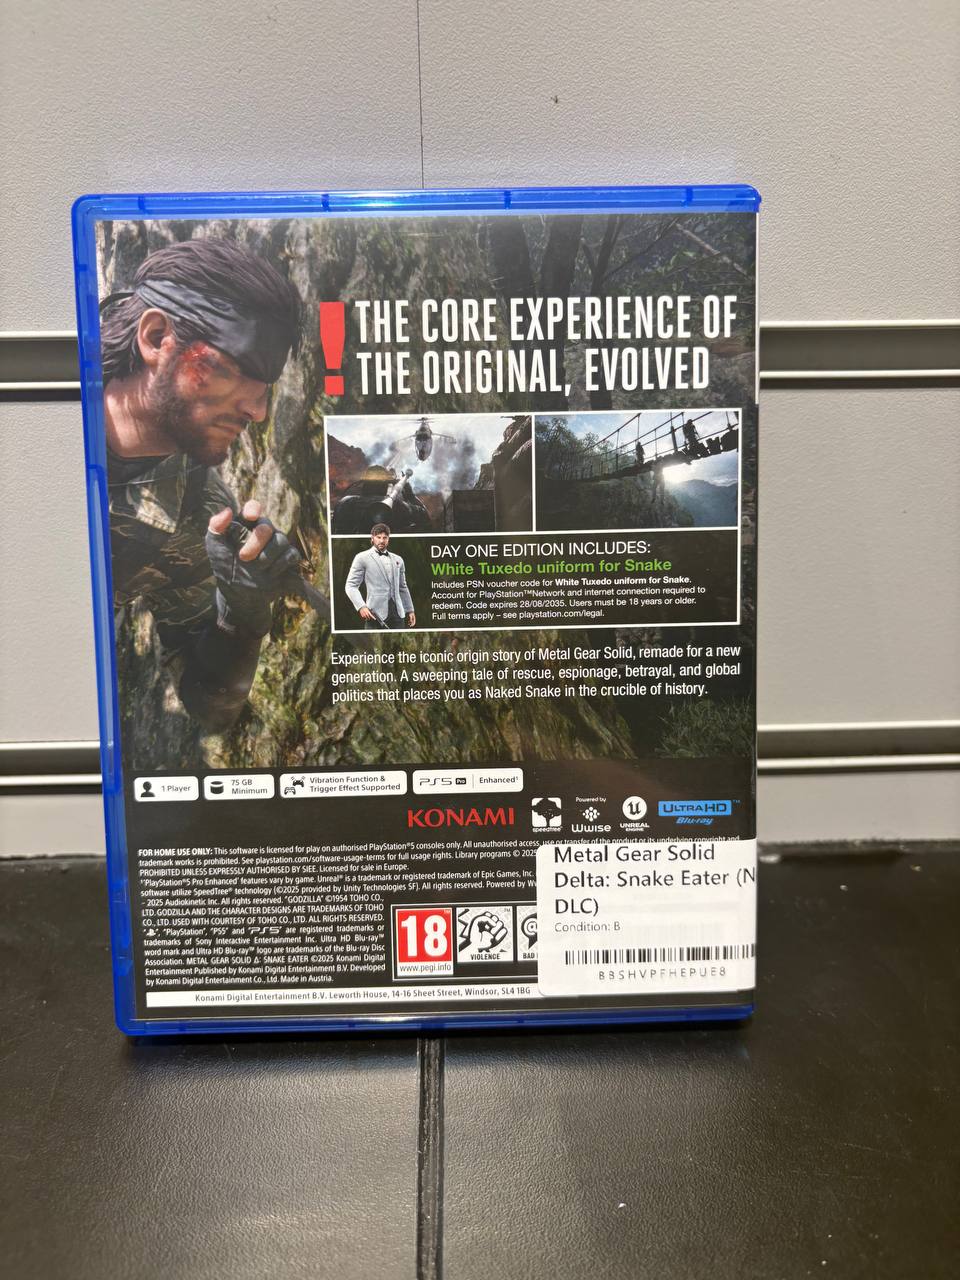 ! THE CORE EXPERIENCE OF
THE ORIGINAL, EVOLVED
DAY ONE EDITION INCLUDES:
White Tuxedo uniform for Snake
Includes PSN voucher code for White Tuxedo uniform for Snake.
Account for PlayStation™Network and internet connection required to
redeem. Code expires 28/08/2035. Users must be 18 years or older.
Full terms apply – see playstation.com/legal.
Experience the iconic origin story of Metal Gear Solid, remade for a new
generation. A sweeping tale of rescue, espionage, betrayal, and global
politics that places you as Naked Snake in the crucible of history.
1 Player
75 GB
Minimum
Vibration Function &
Trigger Effect Supported
PS5 Pro Enhanced¹
KONAMI
speedtree
Powered by
Wwise
UNREAL
ENGINE
ULTRA HD™
Blu-ray
FOR HOME USE ONLY: This software is licensed for play on authorised PlayStation®5 consoles only. All unauthorised access, use or transfer of the product or its underlying copyright and
trademark works is prohibited. See playstation.com/software-usage-terms for full usage rights. Library programs © 2025
PROHIBITED UNLESS EXPRESSLY AUTHORISED BY SIEE. Licensed for sale in Europe.
¹'PlayStation®5 Pro Enhanced' features vary by game. Unreal® is a trademark or registered trademark of Epic Games, Inc.
software utilize SpeedTree® technology (©2025 provided by Unity Technologies SF). All rights reserved. Powered by
- 2025 Audiokinetic Inc. All rights reserved. "GODZILLA" ©1954 TOHO CO.,
LTD. GODZILLA AND THE CHARACTER DESIGNS ARE TRADEMARKS OF TOHO
CO., LTD. USED WITH COURTESY OF TOHO CO., LTD. ALL RIGHTS RESERVED.
"PlayStation", "PS5" and "PS5" are registered trademarks or
trademarks of Sony Interactive Entertainment Inc. Ultra HD Blu-ray™
word mark and Ultra HD Blu-ray™ logo are trademarks of the Blu-ray Disc
Association. METAL GEAR SOLID Δ: SNAKE EATER ©2025 Konami Digital
Entertainment Published by Konami Digital Entertainment B.V. Developed
by Konami Digital Entertainment Co., Ltd. Made in Austria.
18
www.pegi.info
VIOLENCE
BAD
Konami Digital Entertainment B.V. Leworth House, 14-16 Sheet Street, Windsor, SL4 1BG
Metal Gear Solid
Delta: Snake Eater (N
DLC)
Condition: B
BBSHVPFHEPUE8